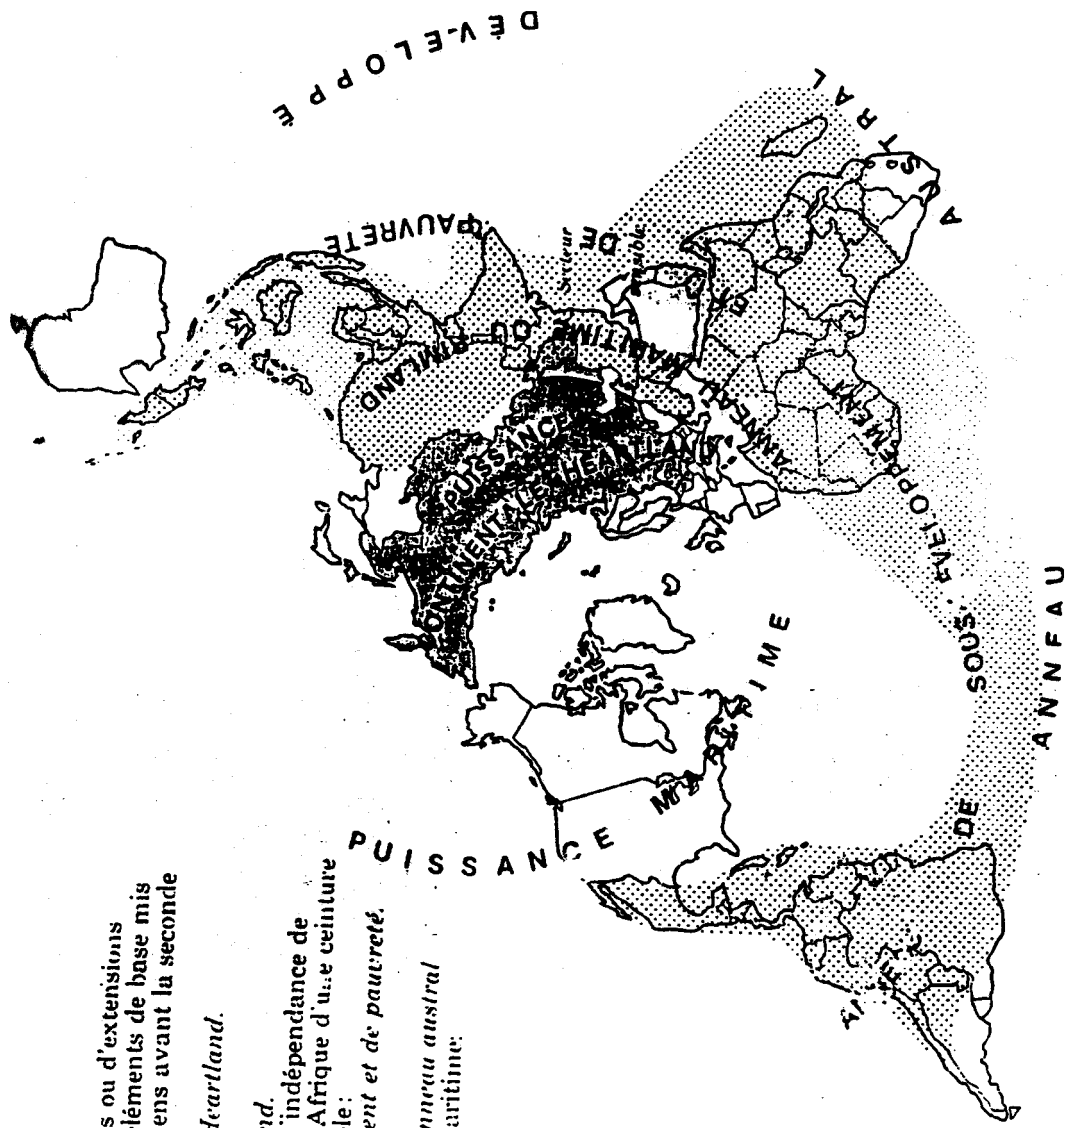 s ou d'extensions
léments de base mis
ens avant la seconde
Heartland.
nd.
indépendance de
Afrique d'une ceinture
le:
ent et de pauvreté.
nneau austral
aritime:
PUISSANCE MARITIME
PUISSANCE
CONTINENTALE HEARTLAND
RIMLAND OU
ANNEAU MARITIME
Secteur
sensible
DE SOUS-DÉVELOPPEMENT
DE PAUVRETÉ
ANNEAU
AUSTRAL
DÉVELOPPÉ